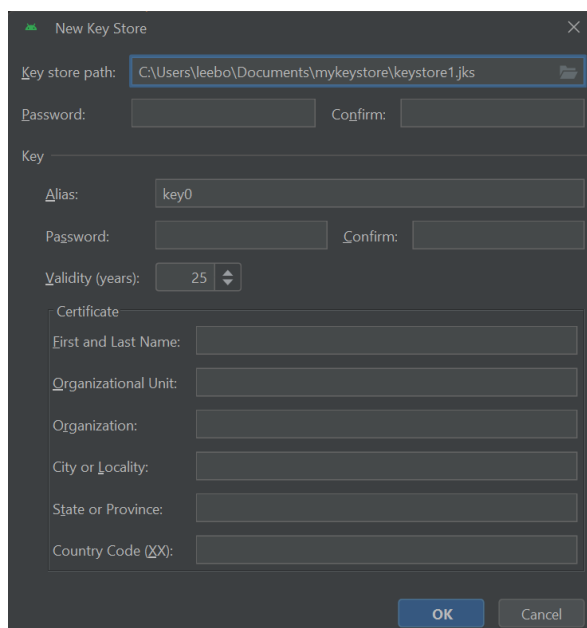 New Key Store
Key store path: C:\Users\leebo\Documents\mykeystore\keystore1.jks
Password: Confirm:
Key
Alias: key0
Password: Confirm:
Validity (years): 25
Certificate
First and Last Name:
Organizational Unit:
Organization:
City or Locality:
State or Province:
Country Code (XX):
OK Cancel